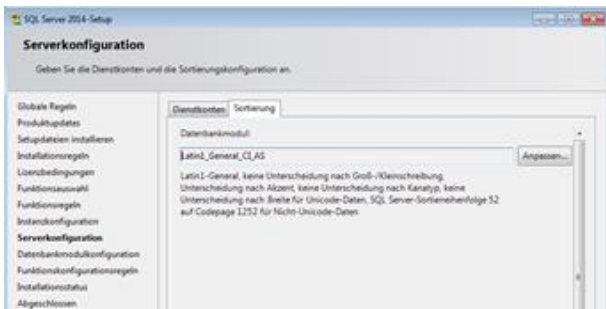 SQL Server 2014-Setup
Serverkonfiguration
Geben Sie die Dienstkonten und die Sortierungskonfiguration an.
Globale Regeln
Produktupdates
Setupdateien installieren
Installationsregeln
Lizenzbedingungen
Funktionsauswahl
Funktionsregeln
Instanzkonfiguration
Serverkonfiguration
Datenbankmodulkonfiguration
Funktionskonfigurationsregeln
Installationsstatus
Abgeschlossen
Dienstkonten Sortierung
Datenbankmodul:
Latin1_General_CI_AS
Anpassen...
Latin1-General, keine Unterscheidung nach Groß-/Kleinschreibung,
Unterscheidung nach Akzent, keine Unterscheidung nach Kanatyp, keine
Unterscheidung nach Breite für Unicode-Daten, SQL Server-Sortierreihenfolge 52
auf Codepage 1252 für Nicht-Unicode-Daten